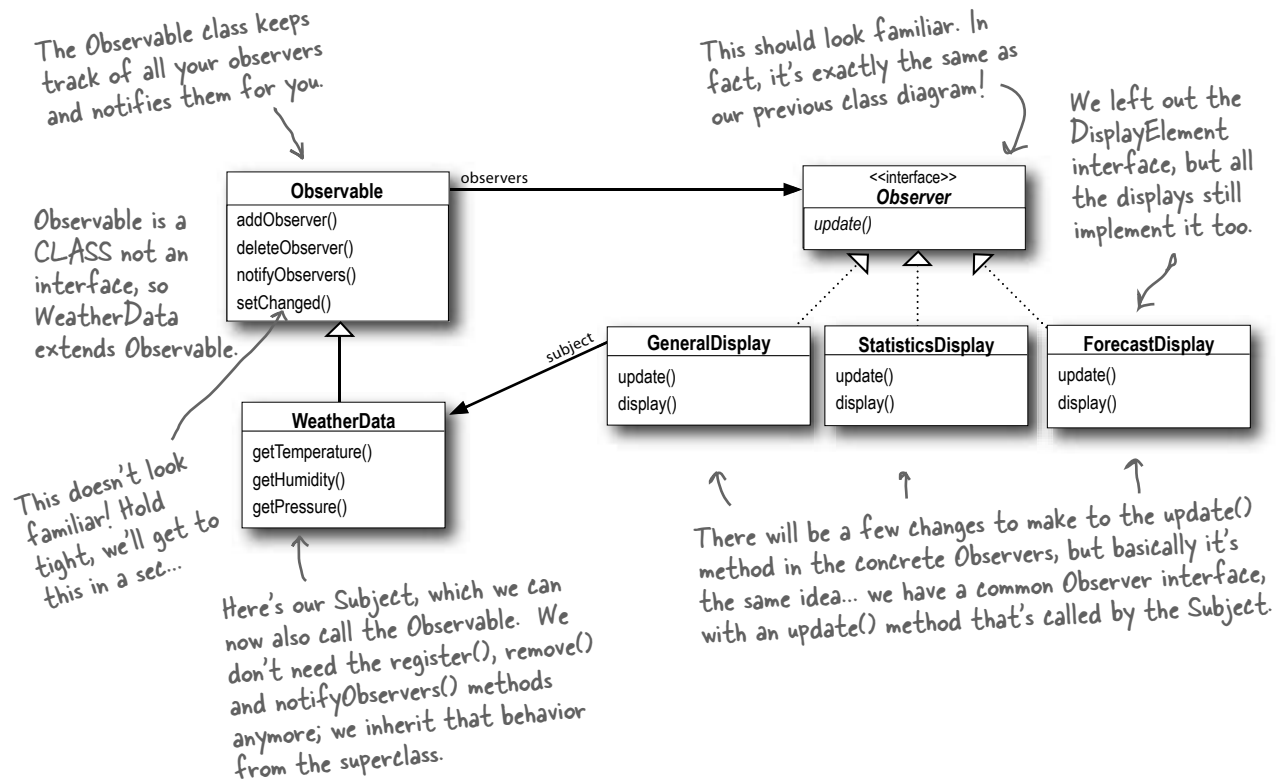 The Observable class keeps
track of all your observers
and notifies them for you.
This should look familiar. In
fact, it's exactly the same as
our previous class diagram!
We left out the
DisplayElement
interface, but all
the displays still
implement it too.
Observable is a
CLASS not an
interface, so
WeatherData
extends Observable.
Observable
addObserver()
deleteObserver()
notifyObservers()
setChanged()
observers
<<interface>>
Observer
update()
subject
GeneralDisplay
update()
display()
StatisticsDisplay
update()
display()
ForecastDisplay
update()
display()
WeatherData
getTemperature()
getHumidity()
getPressure()
This doesn't look
familiar! Hold
tight, we'll get to
this in a sec...
Here's our Subject, which we can
now also call the Observable. We
don't need the register(), remove()
and notifyObservers() methods
anymore; we inherit that behavior
from the superclass.
There will be a few changes to make to the update()
method in the concrete Observers, but basically it's
the same idea... we have a common Observer interface,
with an update() method that's called by the Subject.